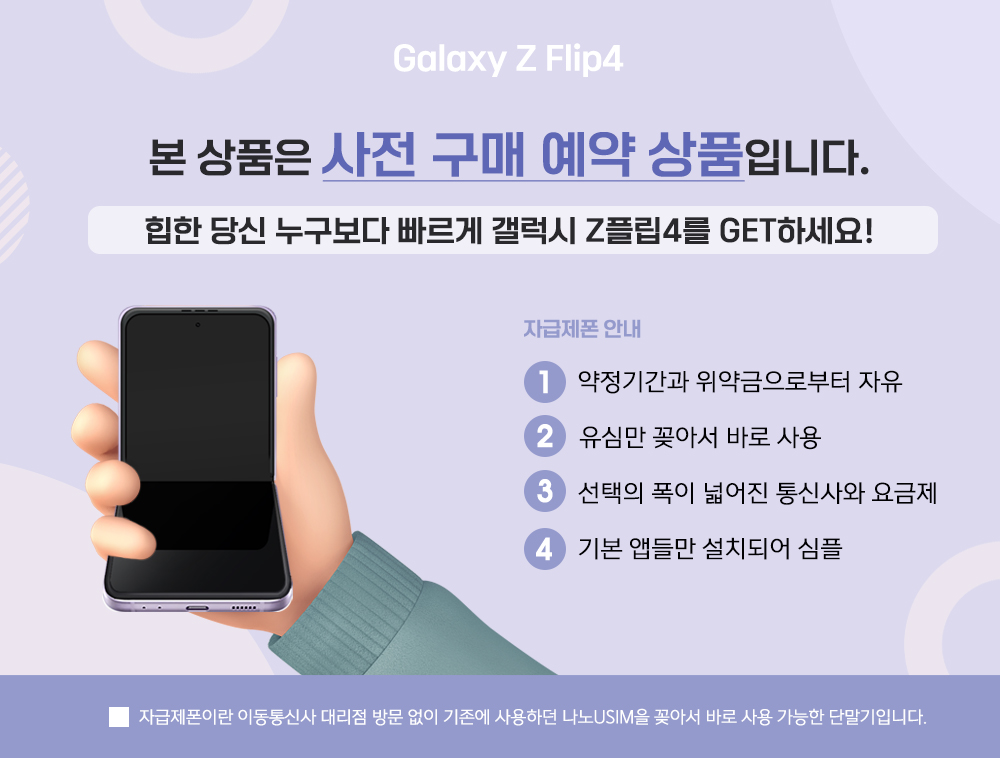 Galaxy Z Flip4
본 상품은 사전 구매 예약 상품입니다.
힙한 당신 누구보다 빠르게 갤럭시 Z플립4를 GET하세요!
자급제폰 안내
1 약정기간과 위약금으로부터 자유
2 유심만 꽂아서 바로 사용
3 선택의 폭이 넓어진 통신사와 요금제
4 기본 앱들만 설치되어 심플
자급제폰이란 이동통신사 대리점 방문 없이 기존에 사용하던 나노USIM을 꽂아서 바로 사용 가능한 단말기입니다.